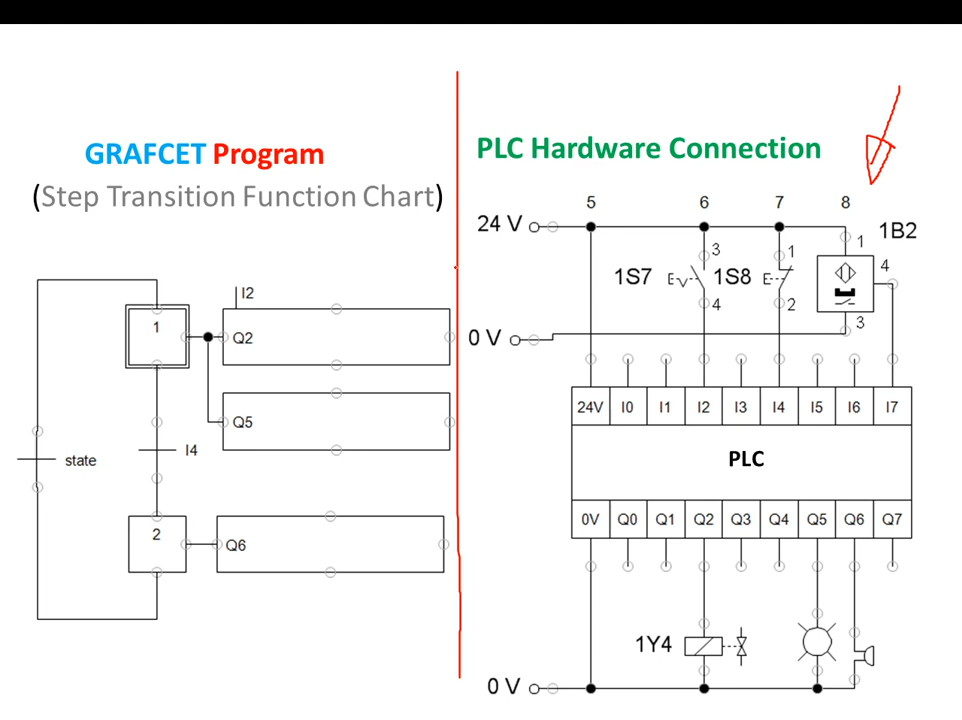 GRAFCET Program
(Step Transition Function Chart)
I2
1
Q2
Q5
I4
state
2
Q6
PLC Hardware Connection
5 6 7 8
24 V
1B2
3 1 1
4
1S7 1S8
4 2
3
0 V
24V I0 I1 I2 I3 I4 I5 I6 I7
PLC
0V Q0 Q1 Q2 Q3 Q4 Q5 Q6 Q7
1Y4
0 V